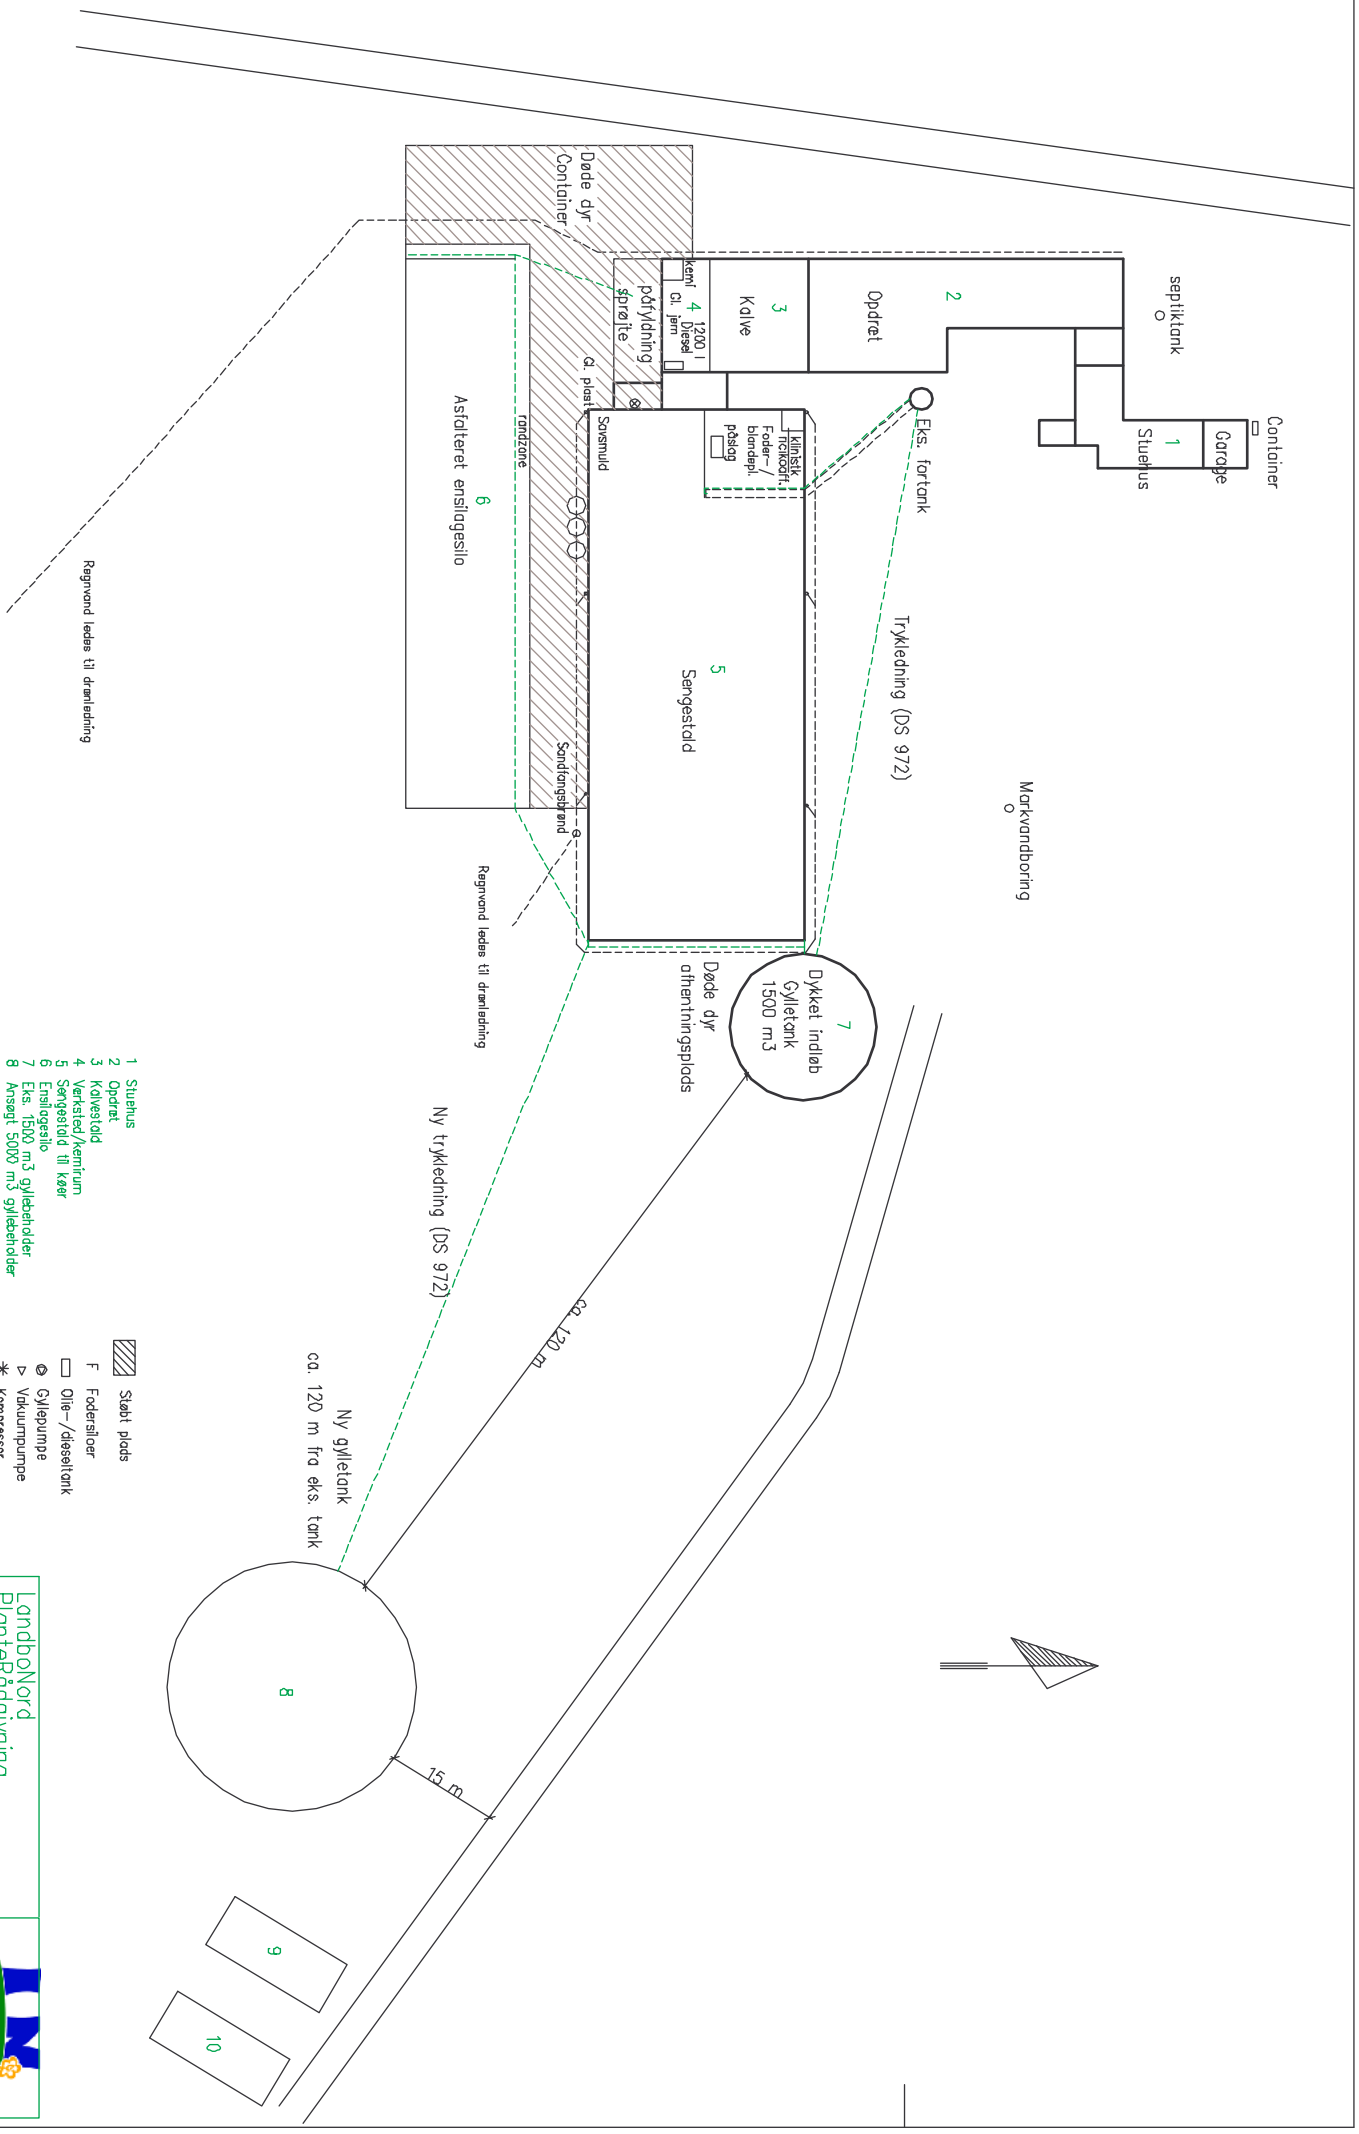 Container
Garage
1
Stuehus
septiktank
2
Opdræt
3
Kalve
4
kemi
1200 l
Diesel
Gl. jern
påfyldning
sprøjte
Døde dyr
Container
Gl. plast
Savsmuld
randzone
6
Asfalteret ensilagesilo
Foder-/
blandepl.
påslag
Eks. fortank
Trykledning (DS 972)
Markvandboring
5
Sengestald
Sandfangsbrønd
Regnvand ledes til drænledning
Regnvand ledes til drænledning
7
Dykket indløb
Gylletank
1500 m3
Døde dyr
afhentningsplads
Ny trykledning (DS 972)
ca. 120 m
Ny gylletank
ca. 120 m fra eks. tank
8
15 m
9
10
1 Stuehus
2 Opdræt
3 Kalvestald
4 Værksted/kemirum
5 Sengestald til køer
6 Ensilagesilo
7 Eks. 1500 m3 gyllebeholder
8 Ansøgt 5000 m3 gyllebeholder
Støbt plads
F Fodersiloer
Olie-/dieseltank
Gyllepumpe
Vakuumpumpe
LandboNord
PlanteRådgivning